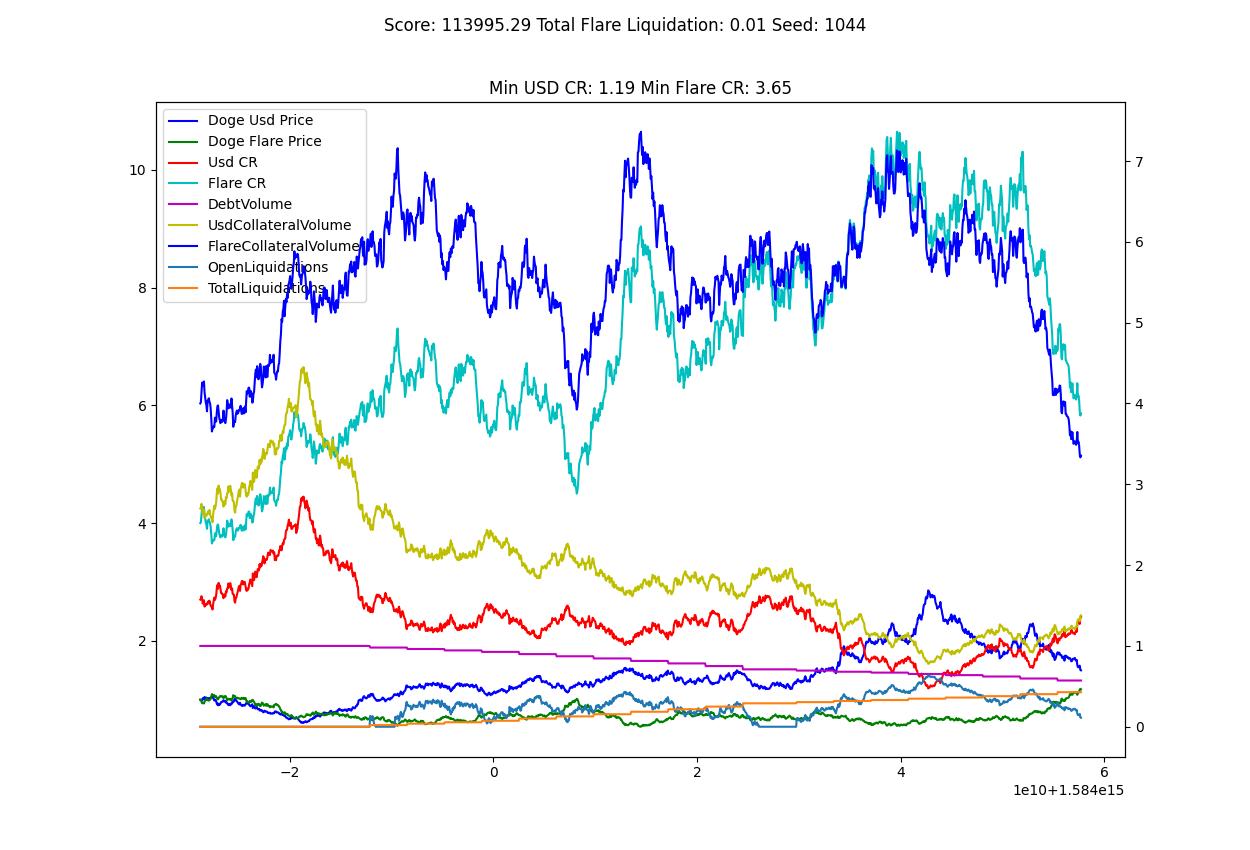 Score: 113995.29 Total Flare Liquidation: 0.01 Seed: 1044
Min USD CR: 1.19 Min Flare CR: 3.65
Doge Usd Price
Doge Flare Price
Usd CR
Flare CR
DebtVolume
UsdCollateralVolume
FlareCollateralVolume
OpenLiquidations
TotalLiquidations
10
8
6
4
2
7
6
5
4
3
2
1
0
−2
0
2
4
6
1e10+1.584e15